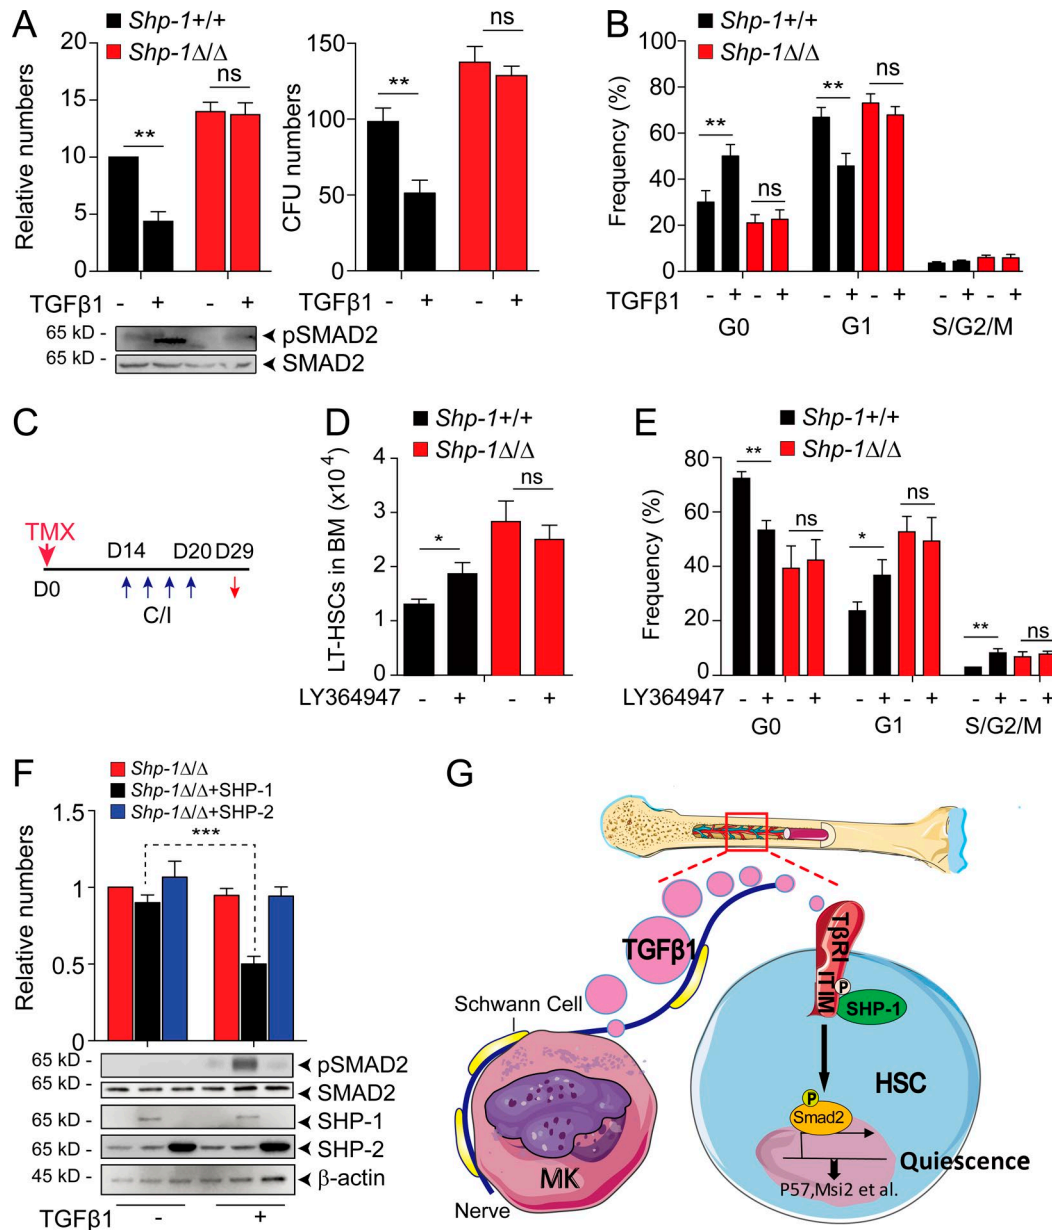 A
Shp-1+/+
Shp-1Δ/Δ
Relative numbers
20
15
10
5
0
**
ns
CFU numbers
150
100
50
0
**
ns
TGFβ1 - + - +
TGFβ1 - + - +
65 kD -
pSMAD2
65 kD -
SMAD2
B
Shp-1+/+
Shp-1Δ/Δ
Frequency (%)
100
80
60
40
20
0
**
ns
**
ns
TGFβ1 - + - + - + - + - + - +
G0 G1 S/G2/M
C
TMX
D14 D20 D29
D0
C/I
D
Shp-1+/+
Shp-1Δ/Δ
LT-HSCs in BM (x10⁴)
4
3
2
1
0
*
ns
LY364947 - + - +
E
Shp-1+/+
Shp-1Δ/Δ
Frequency (%)
80
60
40
20
0
**
ns
*
ns
**
ns
LY364947 - + - + - + - + - + - +
G0 G1 S/G2/M
F
Shp-1Δ/Δ
Shp-1Δ/Δ+SHP-1
Shp-1Δ/Δ+SHP-2
Relative numbers
1.5
1
0.5
0
***
65 kD -
pSMAD2
65 kD -
SMAD2
65 kD -
SHP-1
65 kD -
SHP-2
45 kD -
β-actin
TGFβ1 - +
G
TGFβ1
Schwann Cell
MK
Nerve
TβRI
ITIM
P
SHP-1
HSC
P
Smad2
Quiescence
P57,Msi2 et al.